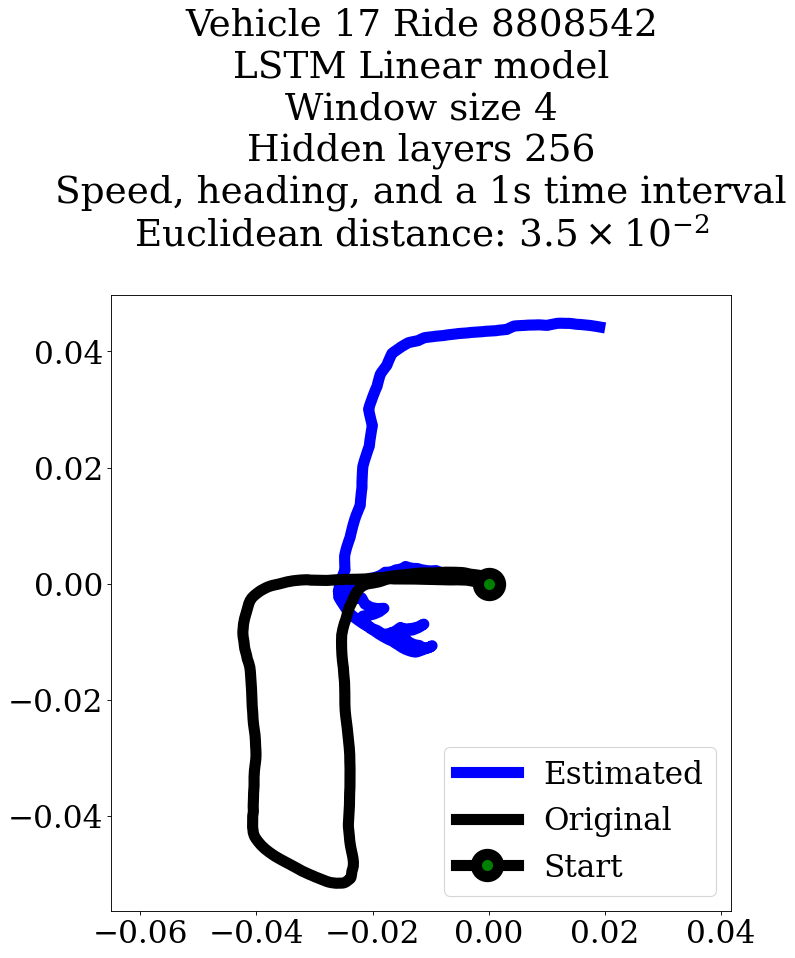 Vehicle 17 Ride 8808542
LSTM Linear model
Window size 4
Hidden layers 256
Speed, heading, and a 1s time interval
Euclidean distance: 3.5 × 10⁻²
0.04
0.02
0.00
−0.02
−0.04
Estimated
Original
Start
−0.06 −0.04 −0.02 0.00 0.02 0.04